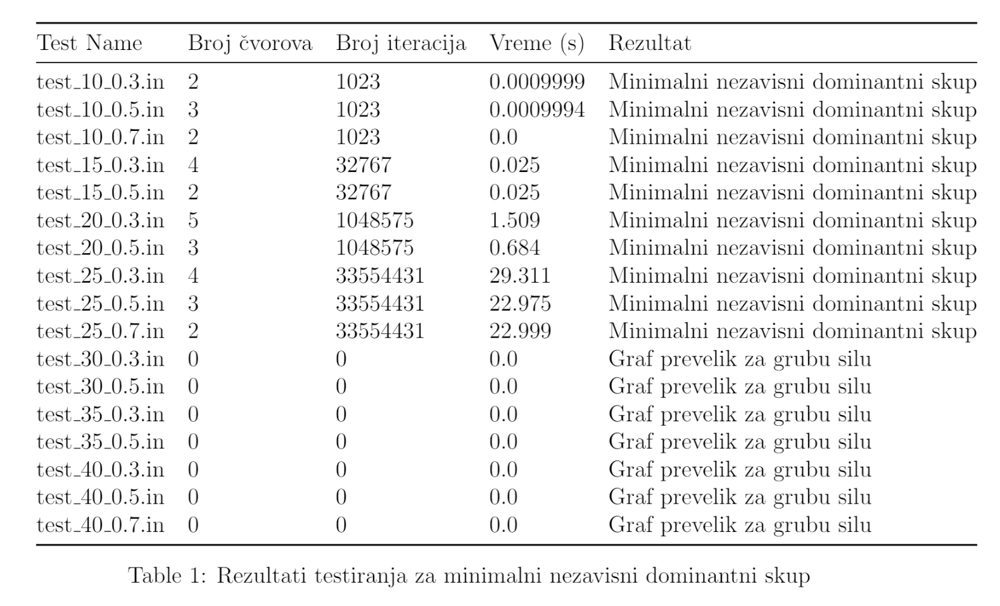 Test Name Broj čvorova Broj iteracija Vreme (s) Rezultat
test_10_0.3.in 2 1023 0.0009999 Minimalni nezavisni dominantni skup
test_10_0.5.in 3 1023 0.0009994 Minimalni nezavisni dominantni skup
test_10_0.7.in 2 1023 0.0 Minimalni nezavisni dominantni skup
test_15_0.3.in 4 32767 0.025 Minimalni nezavisni dominantni skup
test_15_0.5.in 2 32767 0.025 Minimalni nezavisni dominantni skup
test_20_0.3.in 5 1048575 1.509 Minimalni nezavisni dominantni skup
test_20_0.5.in 3 1048575 0.684 Minimalni nezavisni dominantni skup
test_25_0.3.in 4 33554431 29.311 Minimalni nezavisni dominantni skup
test_25_0.5.in 3 33554431 22.975 Minimalni nezavisni dominantni skup
test_25_0.7.in 2 33554431 22.999 Minimalni nezavisni dominantni skup
test_30_0.3.in 0 0 0.0 Graf prevelik za grubu silu
test_30_0.5.in 0 0 0.0 Graf prevelik za grubu silu
test_35_0.3.in 0 0 0.0 Graf prevelik za grubu silu
test_35_0.5.in 0 0 0.0 Graf prevelik za grubu silu
test_40_0.3.in 0 0 0.0 Graf prevelik za grubu silu
test_40_0.5.in 0 0 0.0 Graf prevelik za grubu silu
test_40_0.7.in 0 0 0.0 Graf prevelik za grubu silu
Table 1: Rezultati testiranja za minimalni nezavisni dominantni skup